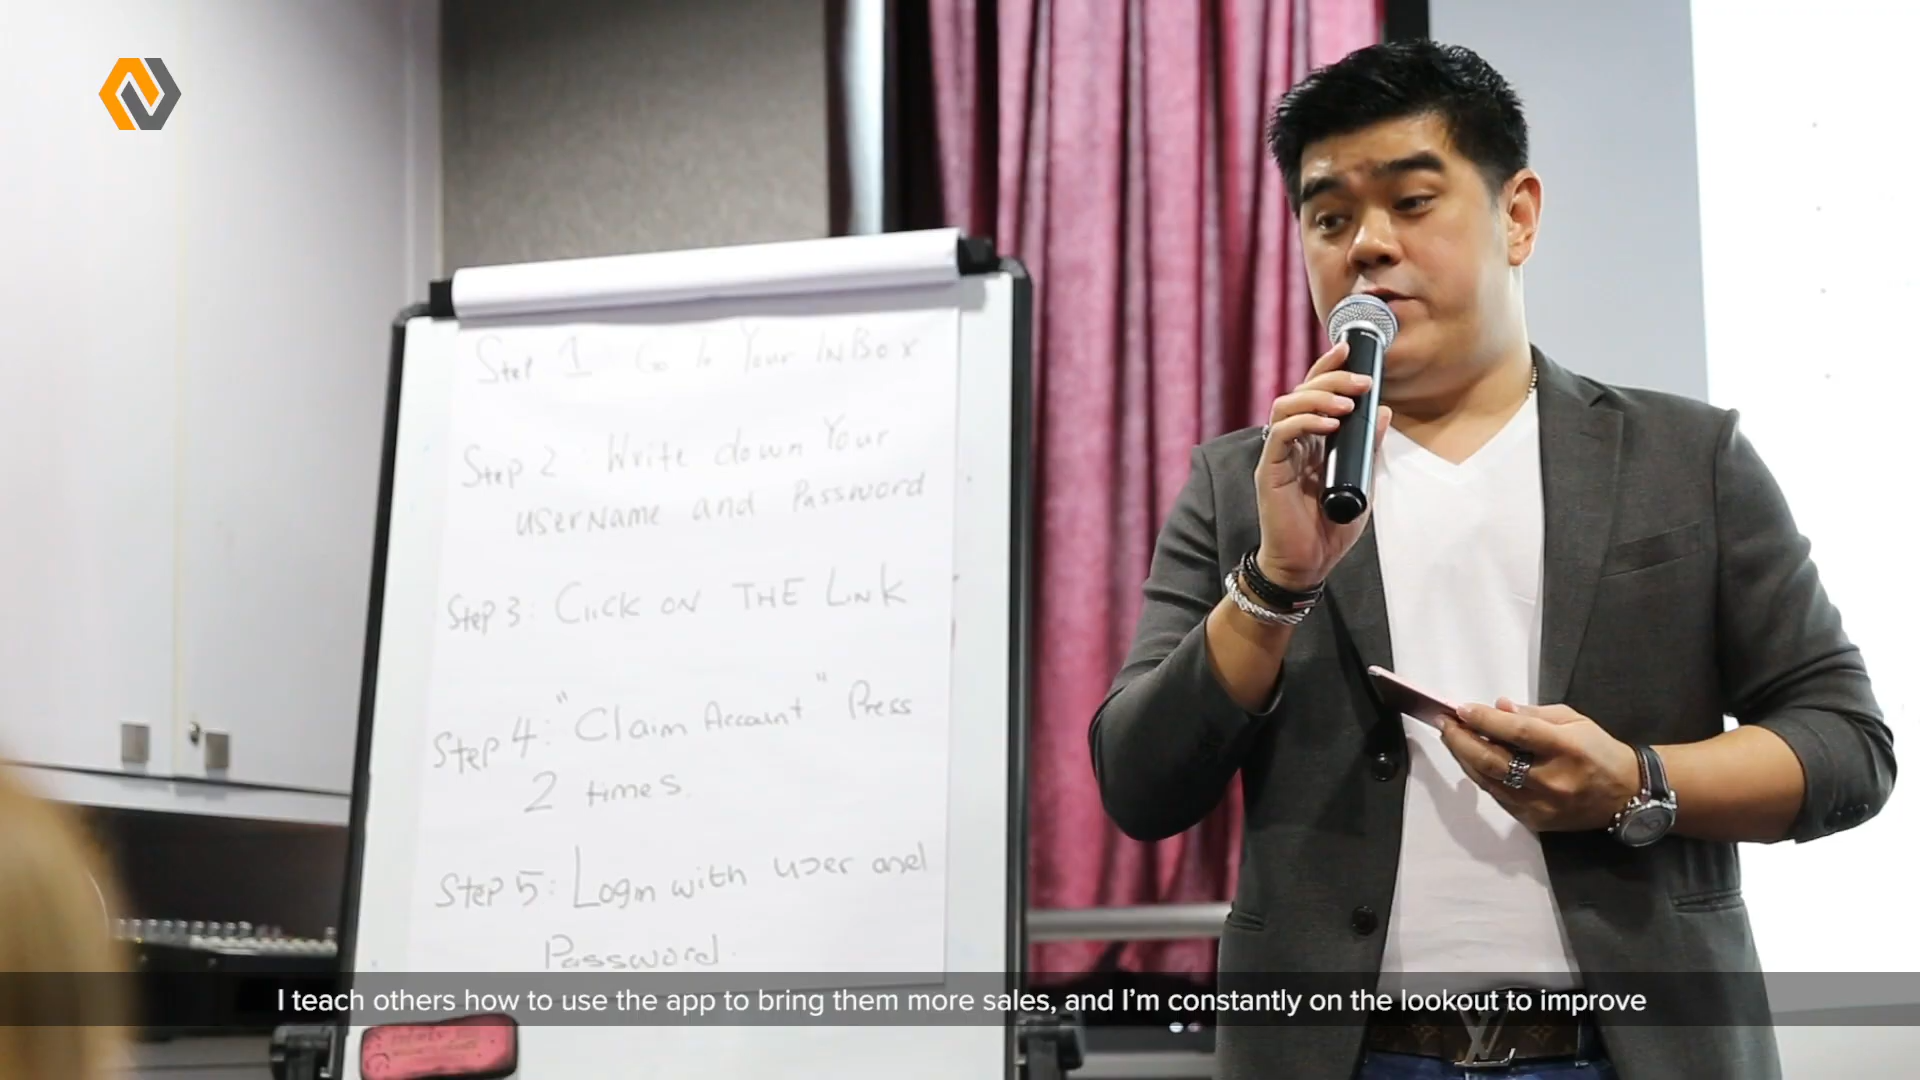 Step 1 Go To Your INBox
Step 2: Write down Your
userName and Password
Step 3: Click ON THE LiNK
Step 4: "Claim Account" Press
2 times.
Step 5: Login with user and
Password.
I teach others how to use the app to bring them more sales, and I'm constantly on the lookout to improve